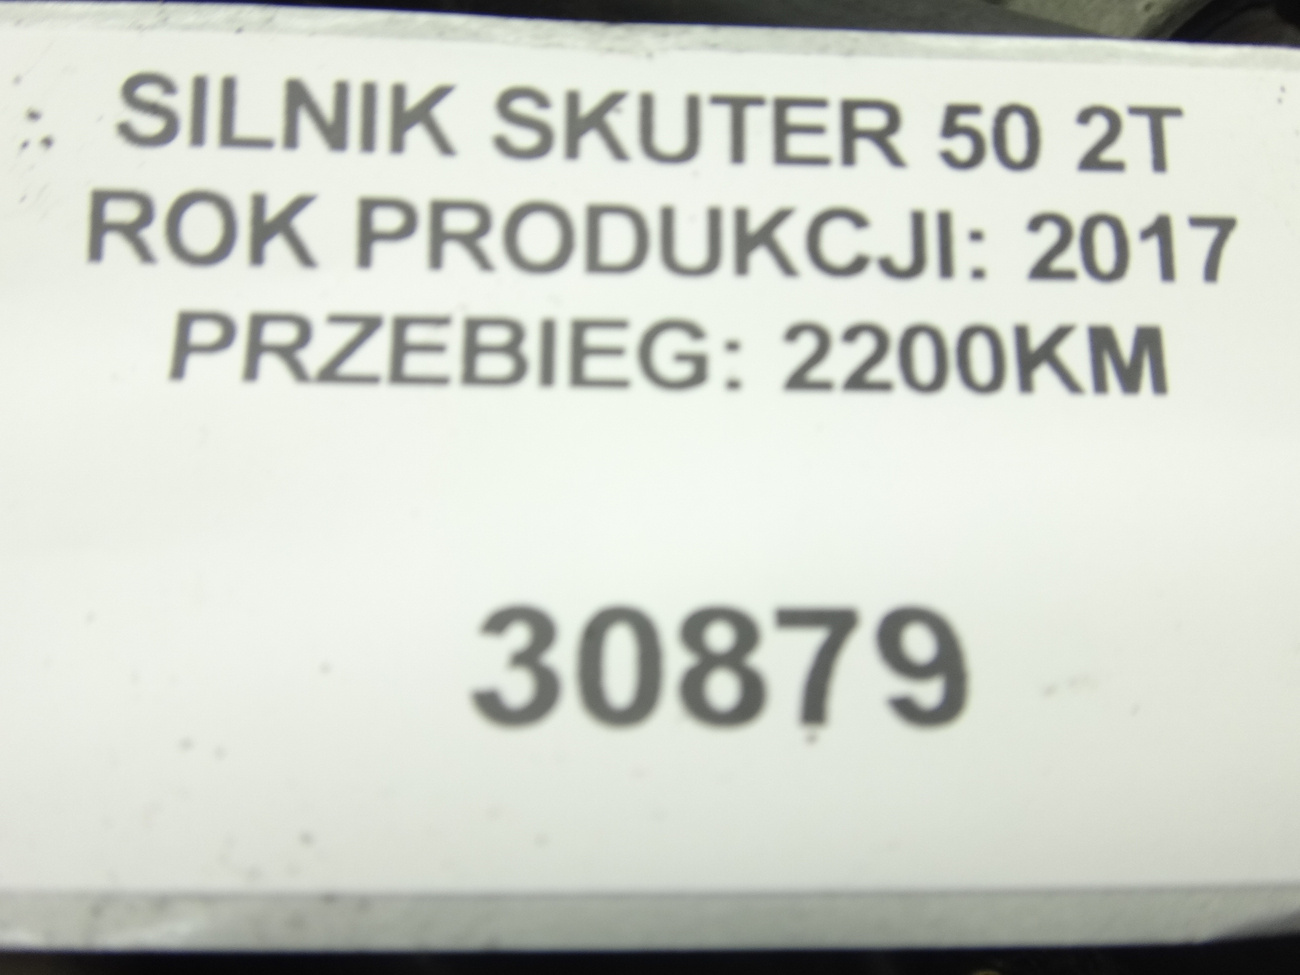 SILNIK SKUTER 50 2T
ROK PRODUKCJI: 2017
PRZEBIEG: 2200KM
30879